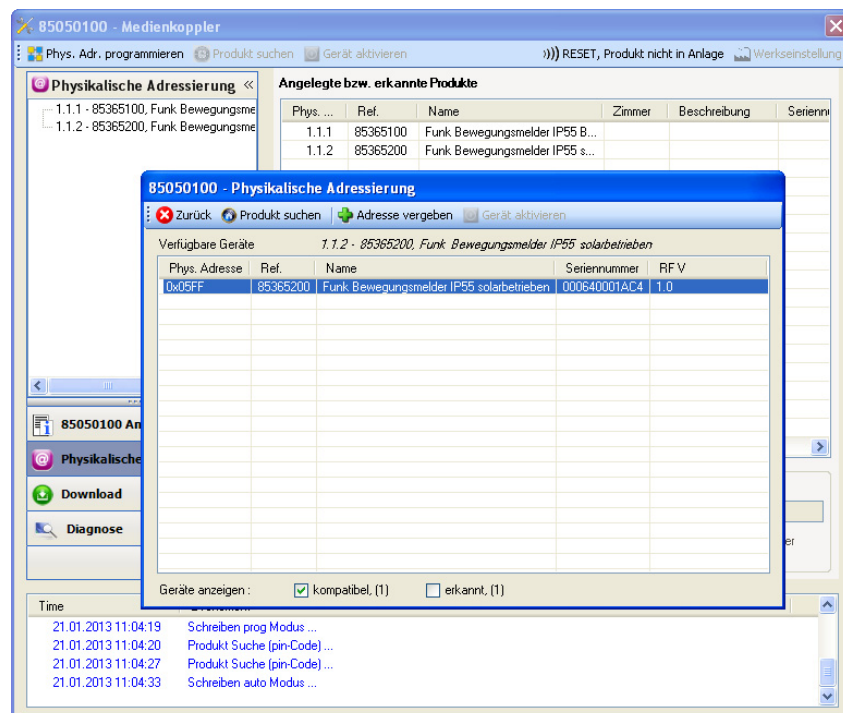 85050100 - Medienkoppler
Phys. Adr. programmieren Produkt suchen Gerät aktivieren RESET, Produkt nicht in Anlage Werkseinstellung
Physikalische Adressierung
1.1.1 - 85365100, Funk Bewegungsme
1.1.2 - 85365200, Funk Bewegungsme
Angelegte bzw. erkannte Produkte
Phys. ... Ref. Name Zimmer Beschreibung Seriennu
1.1.1 85365100 Funk Bewegungsmelder IP55 B...
1.1.2 85365200 Funk Bewegungsmelder IP55 s...
85050100 - Physikalische Adressierung
Zurück Produkt suchen Adresse vergeben Gerät aktivieren
Verfügbare Geräte 1.1.2 - 85365200, Funk Bewegungsmelder IP55 solarbetrieben
Phys. Adresse Ref. Name Seriennummer RF V
0x05FF 85365200 Funk Bewegungsmelder IP55 solarbetrieben 000640001AC4 1.0
Geräte anzeigen : kompatibel, (1) erkannt, (1)
85050100 An
Physikalische
Download
Diagnose
er
Time
21.01.2013 11:04:19 Schreiben prog Modus ...
21.01.2013 11:04:20 Produkt Suche (pin-Code) ...
21.01.2013 11:04:27 Produkt Suche (pin-Code) ...
21.01.2013 11:04:33 Schreiben auto Modus ...